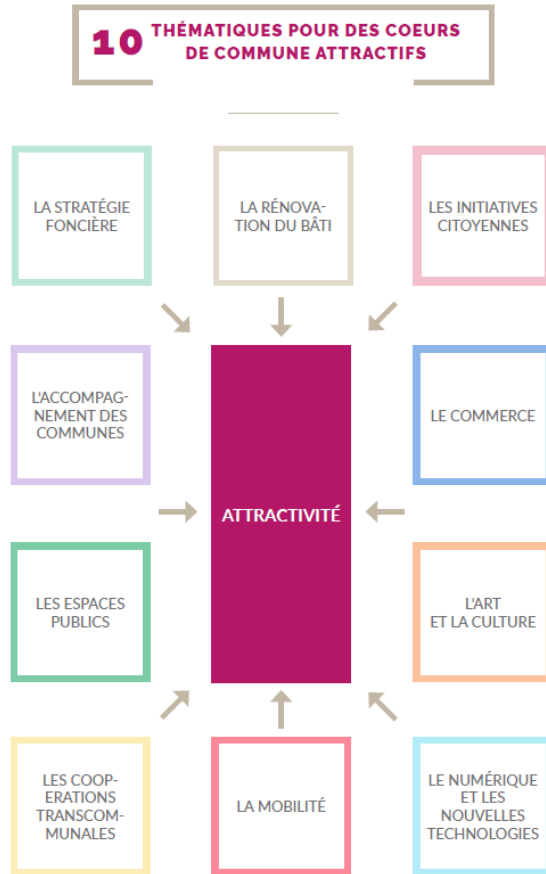 10 THÉMATIQUES POUR DES COEURS
DE COMMUNE ATTRACTIFS
LA STRATÉGIE
FONCIÈRE
LA RÉNOVA-
TION DU BÂTI
LES INITIATIVES
CITOYENNES
L'ACCOMPAG-
NEMENT DES
COMMUNES
LE COMMERCE
ATTRACTIVITÉ
LES ESPACES
PUBLICS
L'ART
ET LA CULTURE
LES COOP-
ERATIONS
TRANSCOM-
MUNALES
LA MOBILITÉ
LE NUMÉRIQUE
ET LES
NOUVELLES
TECHNOLOGIES